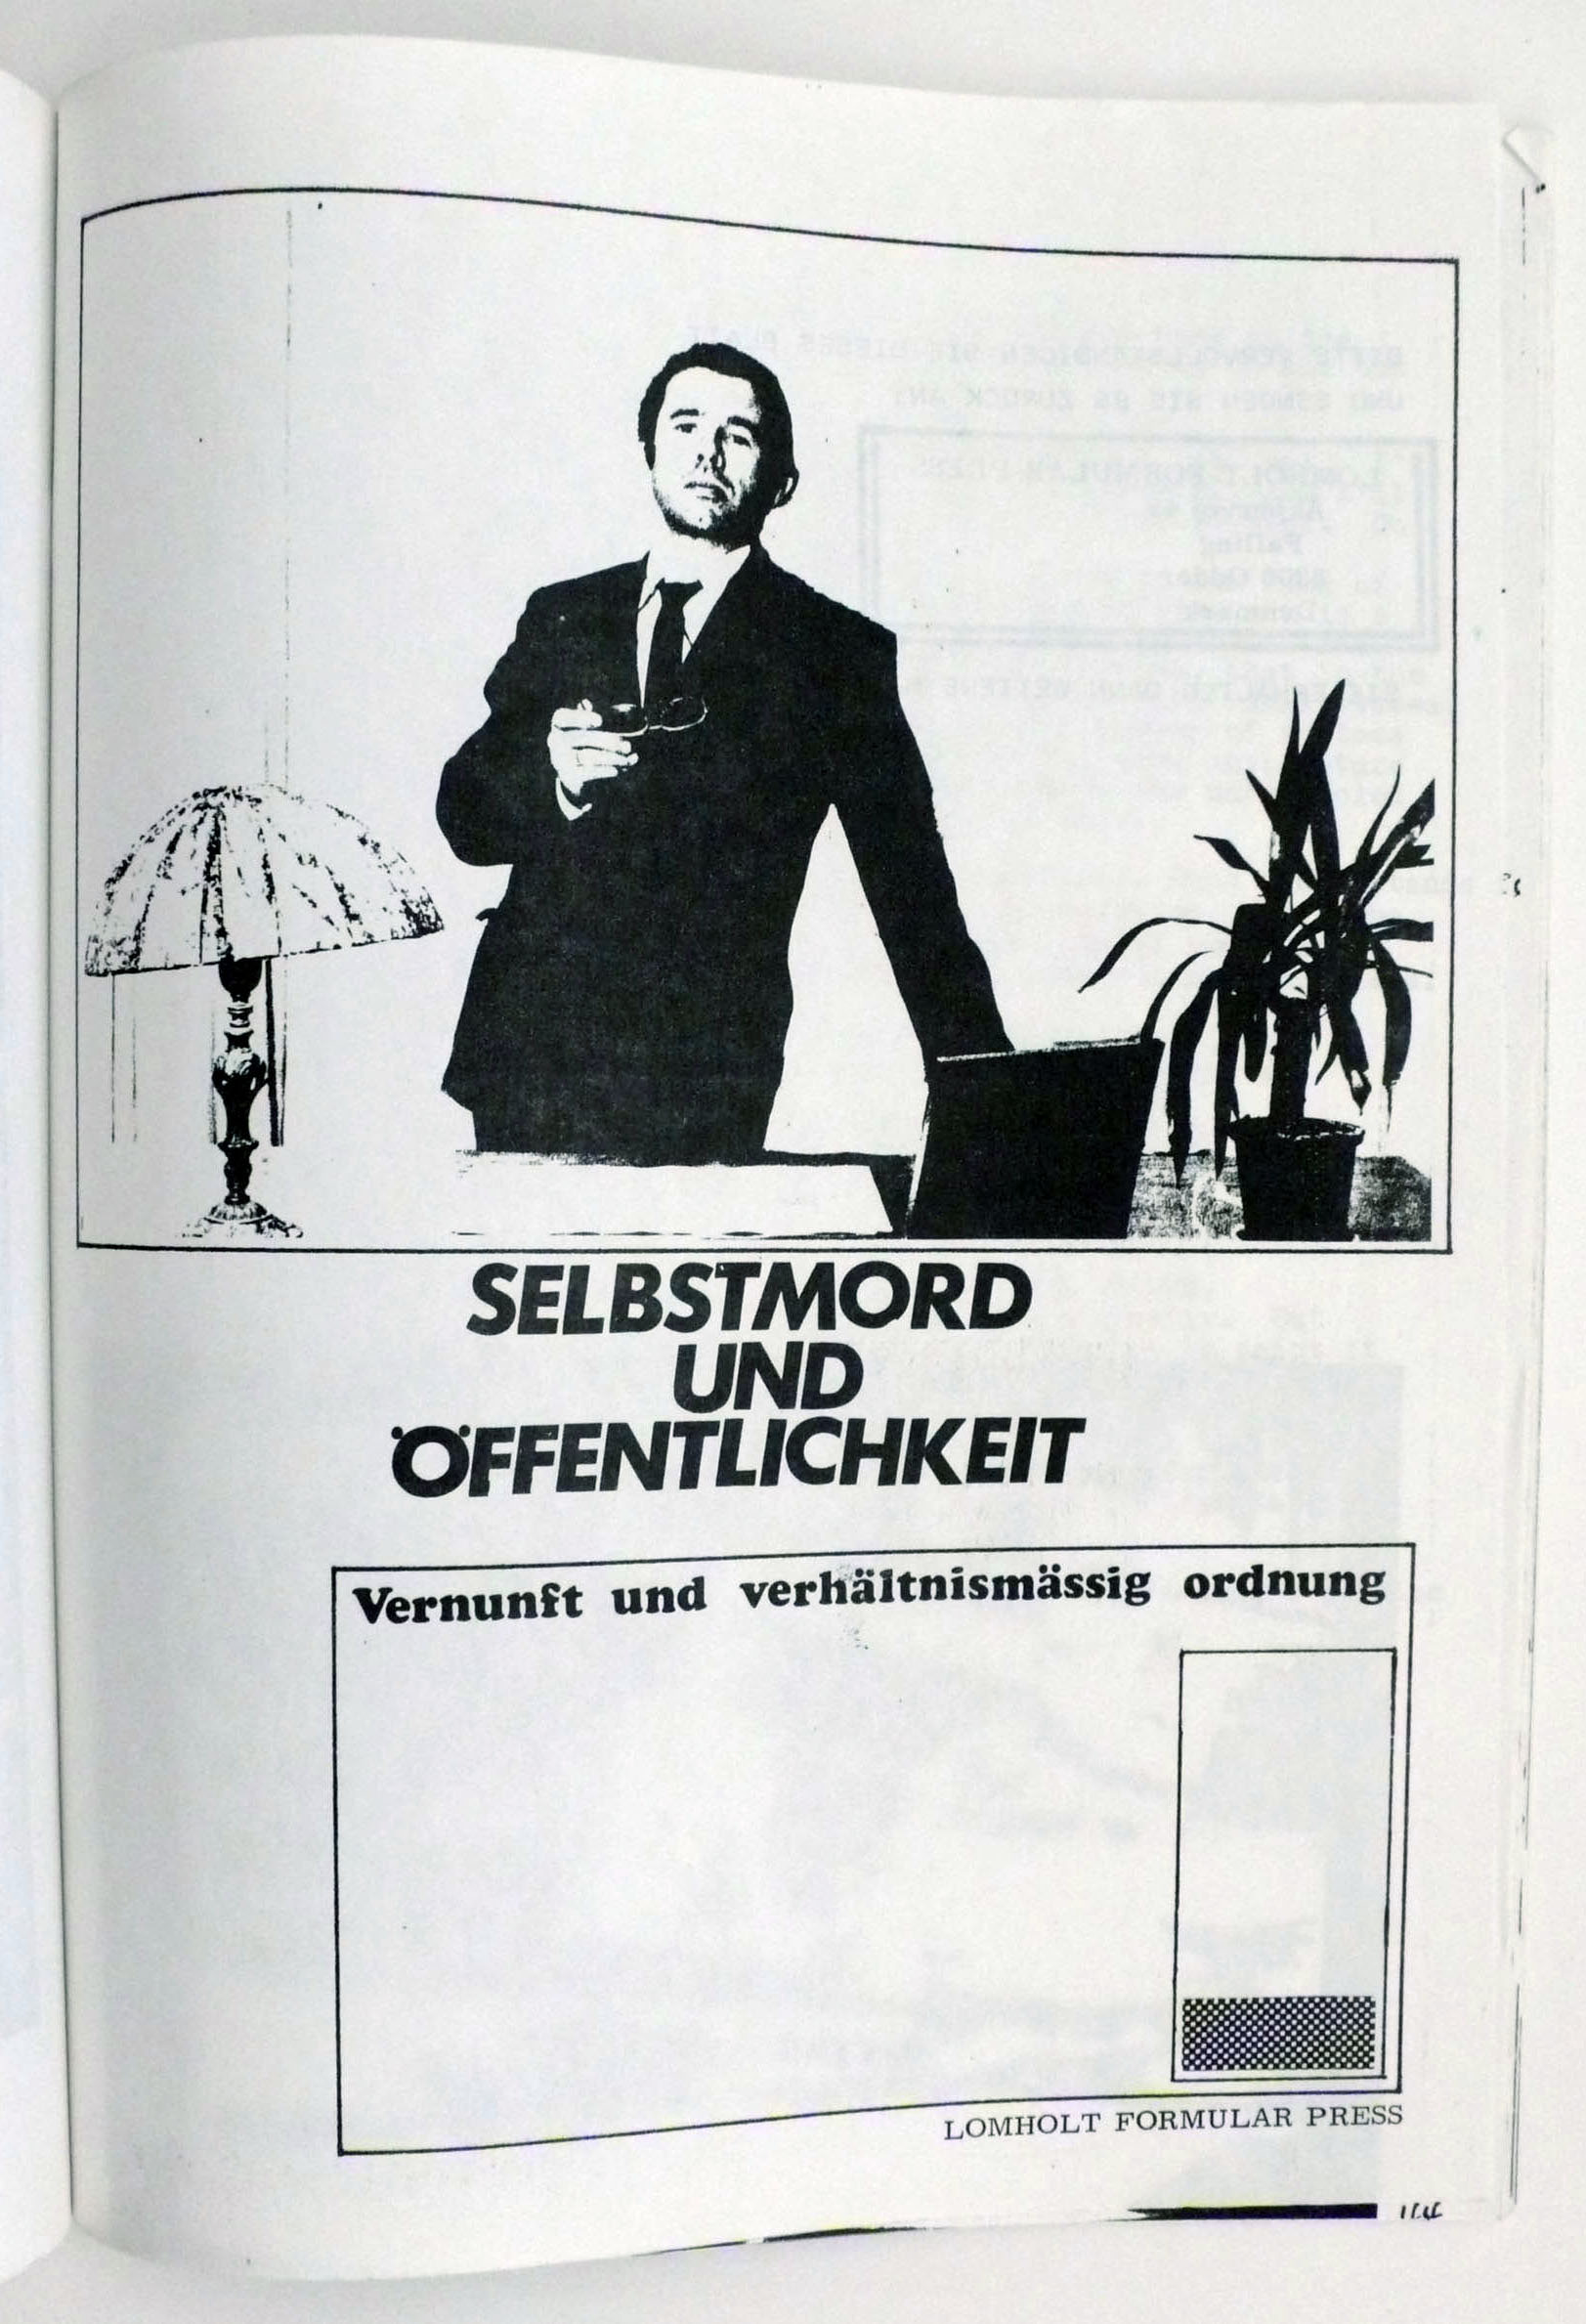 SELBSTMORD
UND
ÖFFENTLICHKEIT
Vernunft und verhältnismässig ordnung
LOMHOLT FORMULAR PRESS